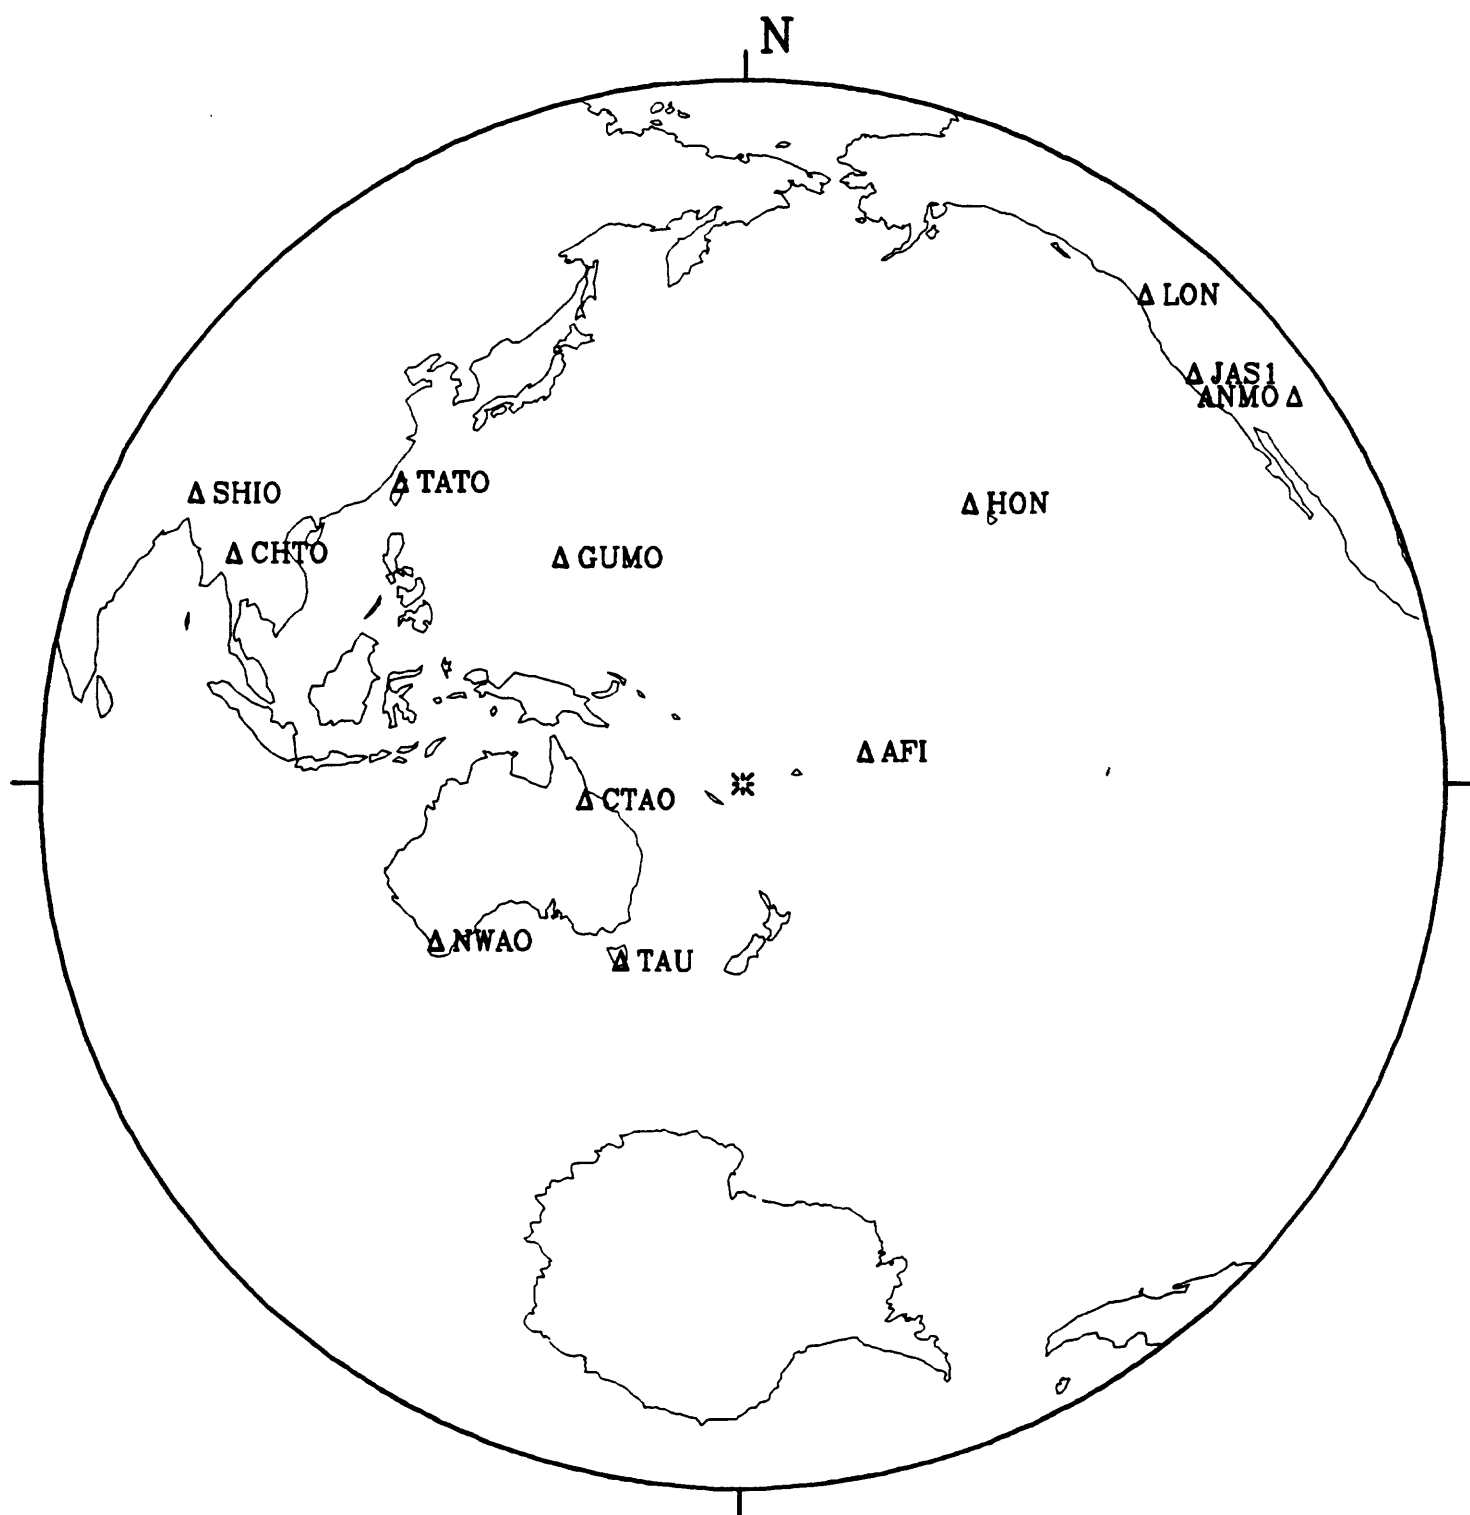 N
LON
JAS1
ANMO
TATO
SHIO
HON
CHTO
GUMO
AFI
CTAO
NWAO
TAU